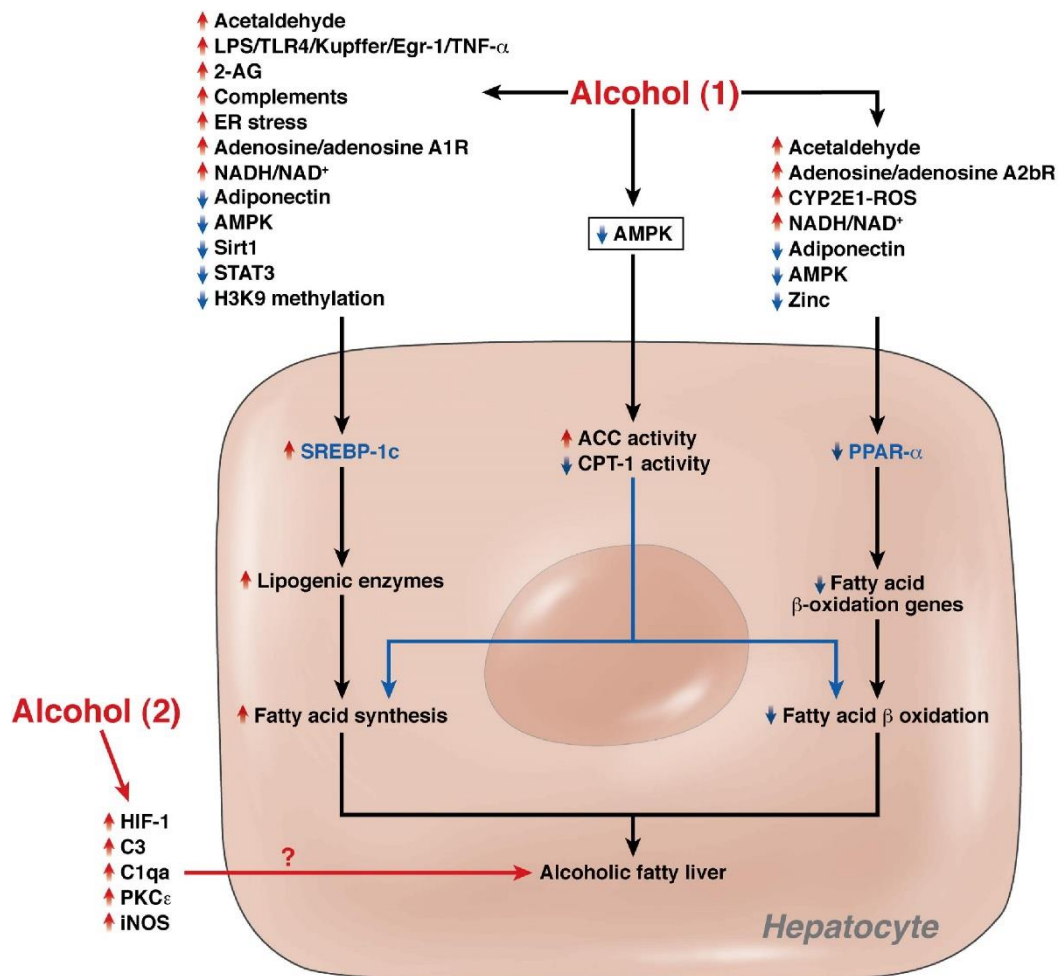 Acetaldehyde
LPS/TLR4/Kupffer/Egr-1/TNF-α
2-AG
Complements
ER stress
Adenosine/adenosine A1R
NADH/NAD⁺
Adiponectin
AMPK
Sirt1
STAT3
H3K9 methylation
Alcohol (1)
AMPK
Acetaldehyde
Adenosine/adenosine A2bR
CYP2E1-ROS
NADH/NAD⁺
Adiponectin
AMPK
Zinc
SREBP-1c
ACC activity
CPT-1 activity
PPAR-α
Lipogenic enzymes
Fatty acid
β-oxidation genes
Fatty acid synthesis
Fatty acid β oxidation
Alcohol (2)
HIF-1
C3
C1qa
PKCε
iNOS
?
Alcoholic fatty liver
Hepatocyte